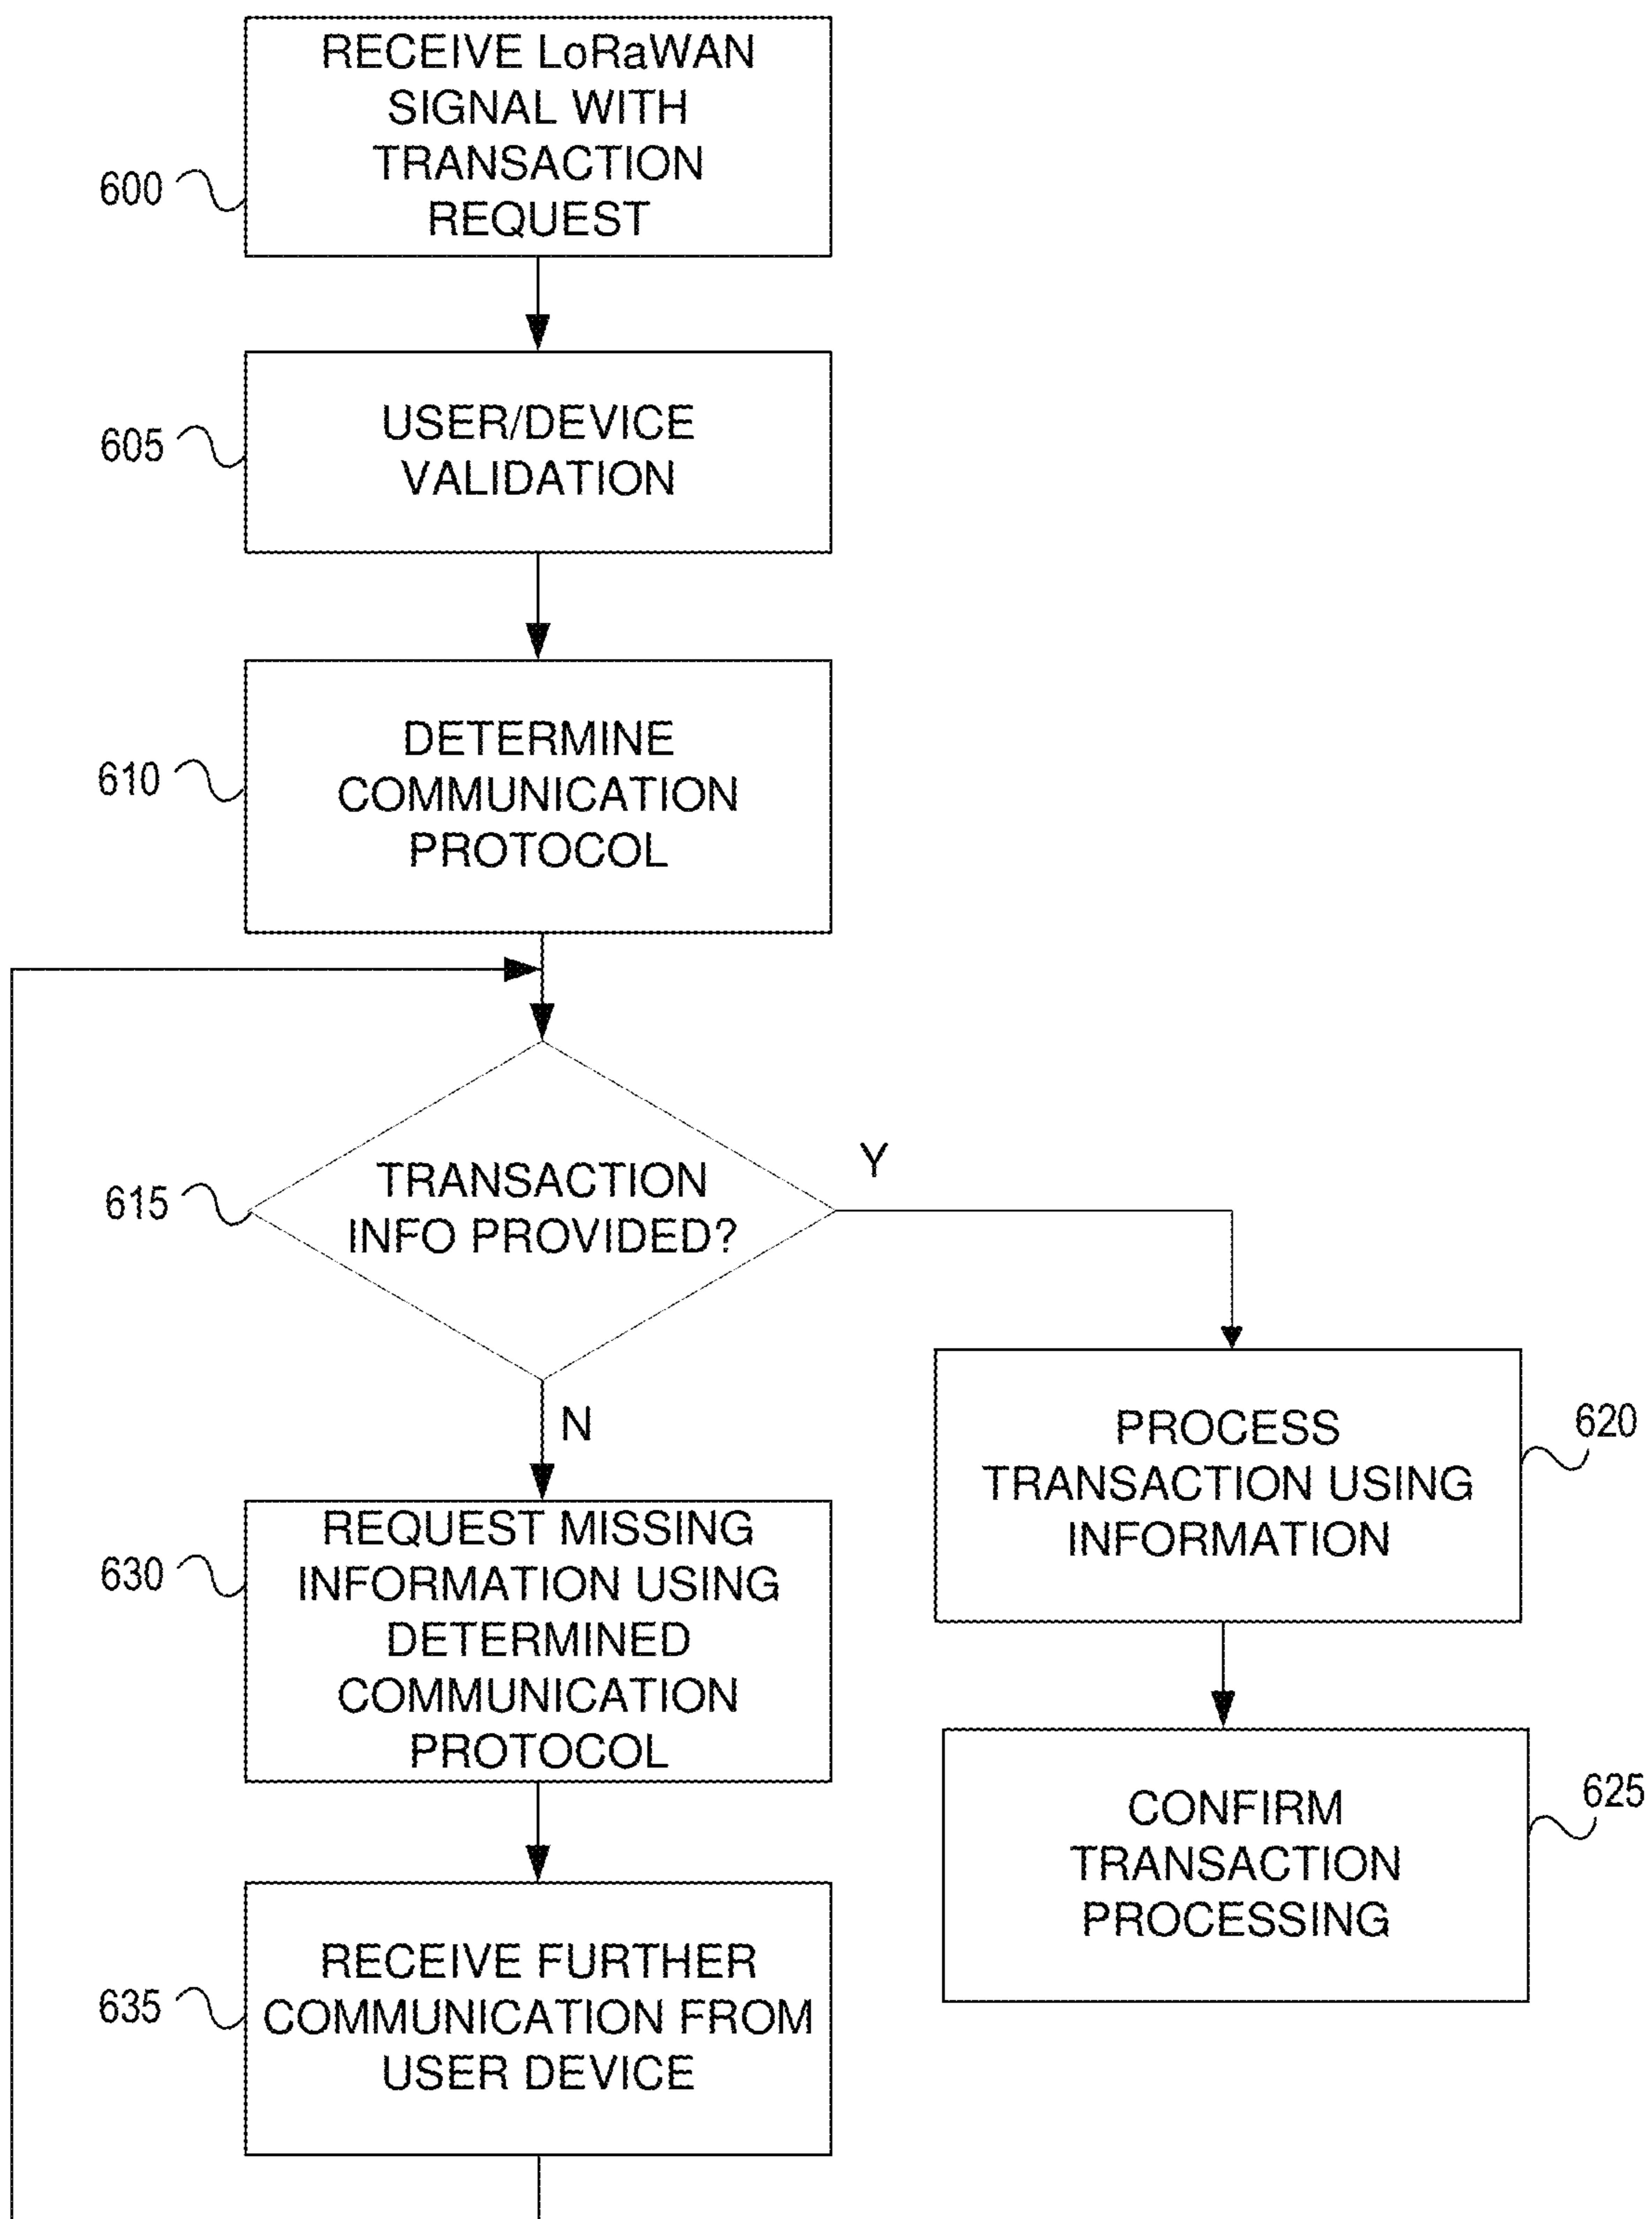 RECEIVE LoRaWAN
SIGNAL WITH
TRANSACTION
REQUEST
600
USER/DEVICE
VALIDATION
605
DETERMINE
COMMUNICATION
PROTOCOL
610
TRANSACTION
INFO PROVIDED?
615
Y
N
PROCESS
TRANSACTION USING
INFORMATION
620
REQUEST MISSING
INFORMATION USING
DETERMINED
COMMUNICATION
PROTOCOL
630
CONFIRM
TRANSACTION
PROCESSING
625
RECEIVE FURTHER
COMMUNICATION FROM
USER DEVICE
635